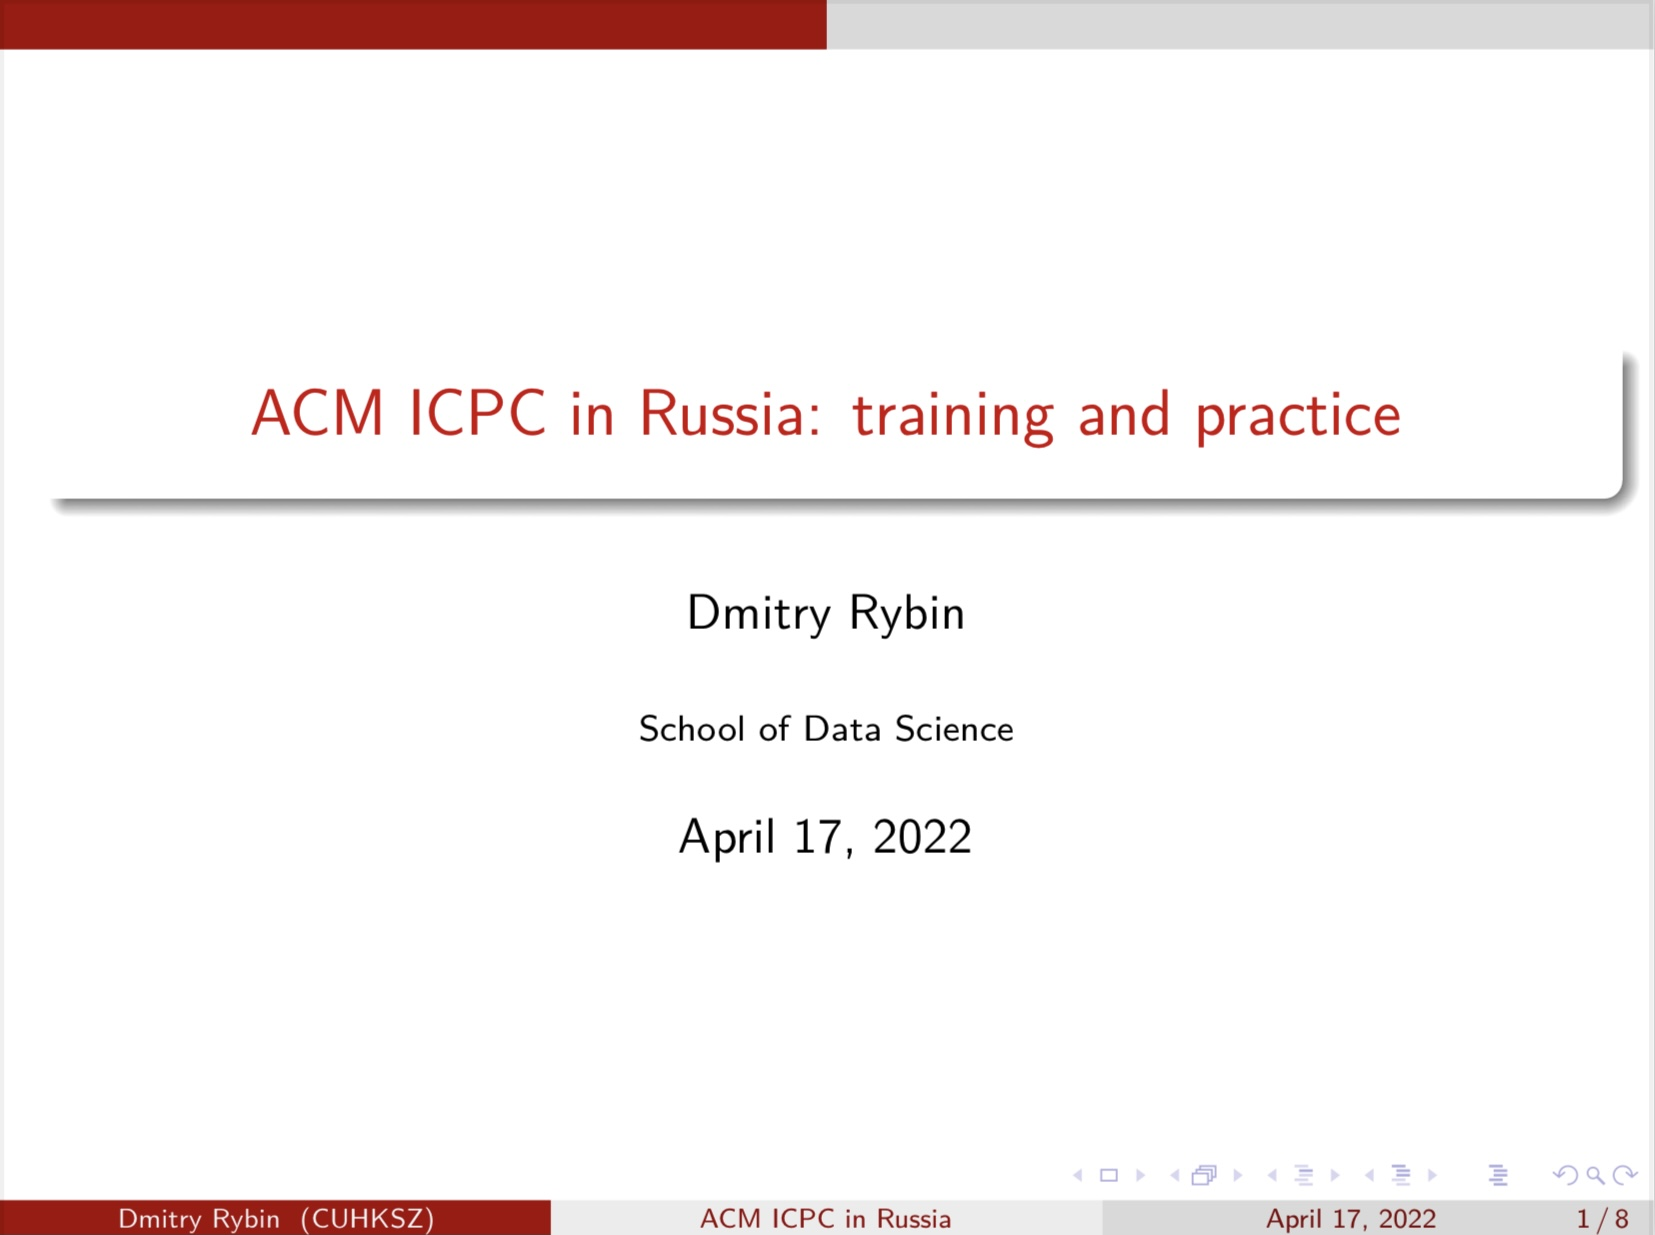 ACM ICPC in Russia: training and practice
Dmitry Rybin
School of Data Science
April 17, 2022
Dmitry Rybin (CUHKSZ) ACM ICPC in Russia April 17, 2022 1 / 8